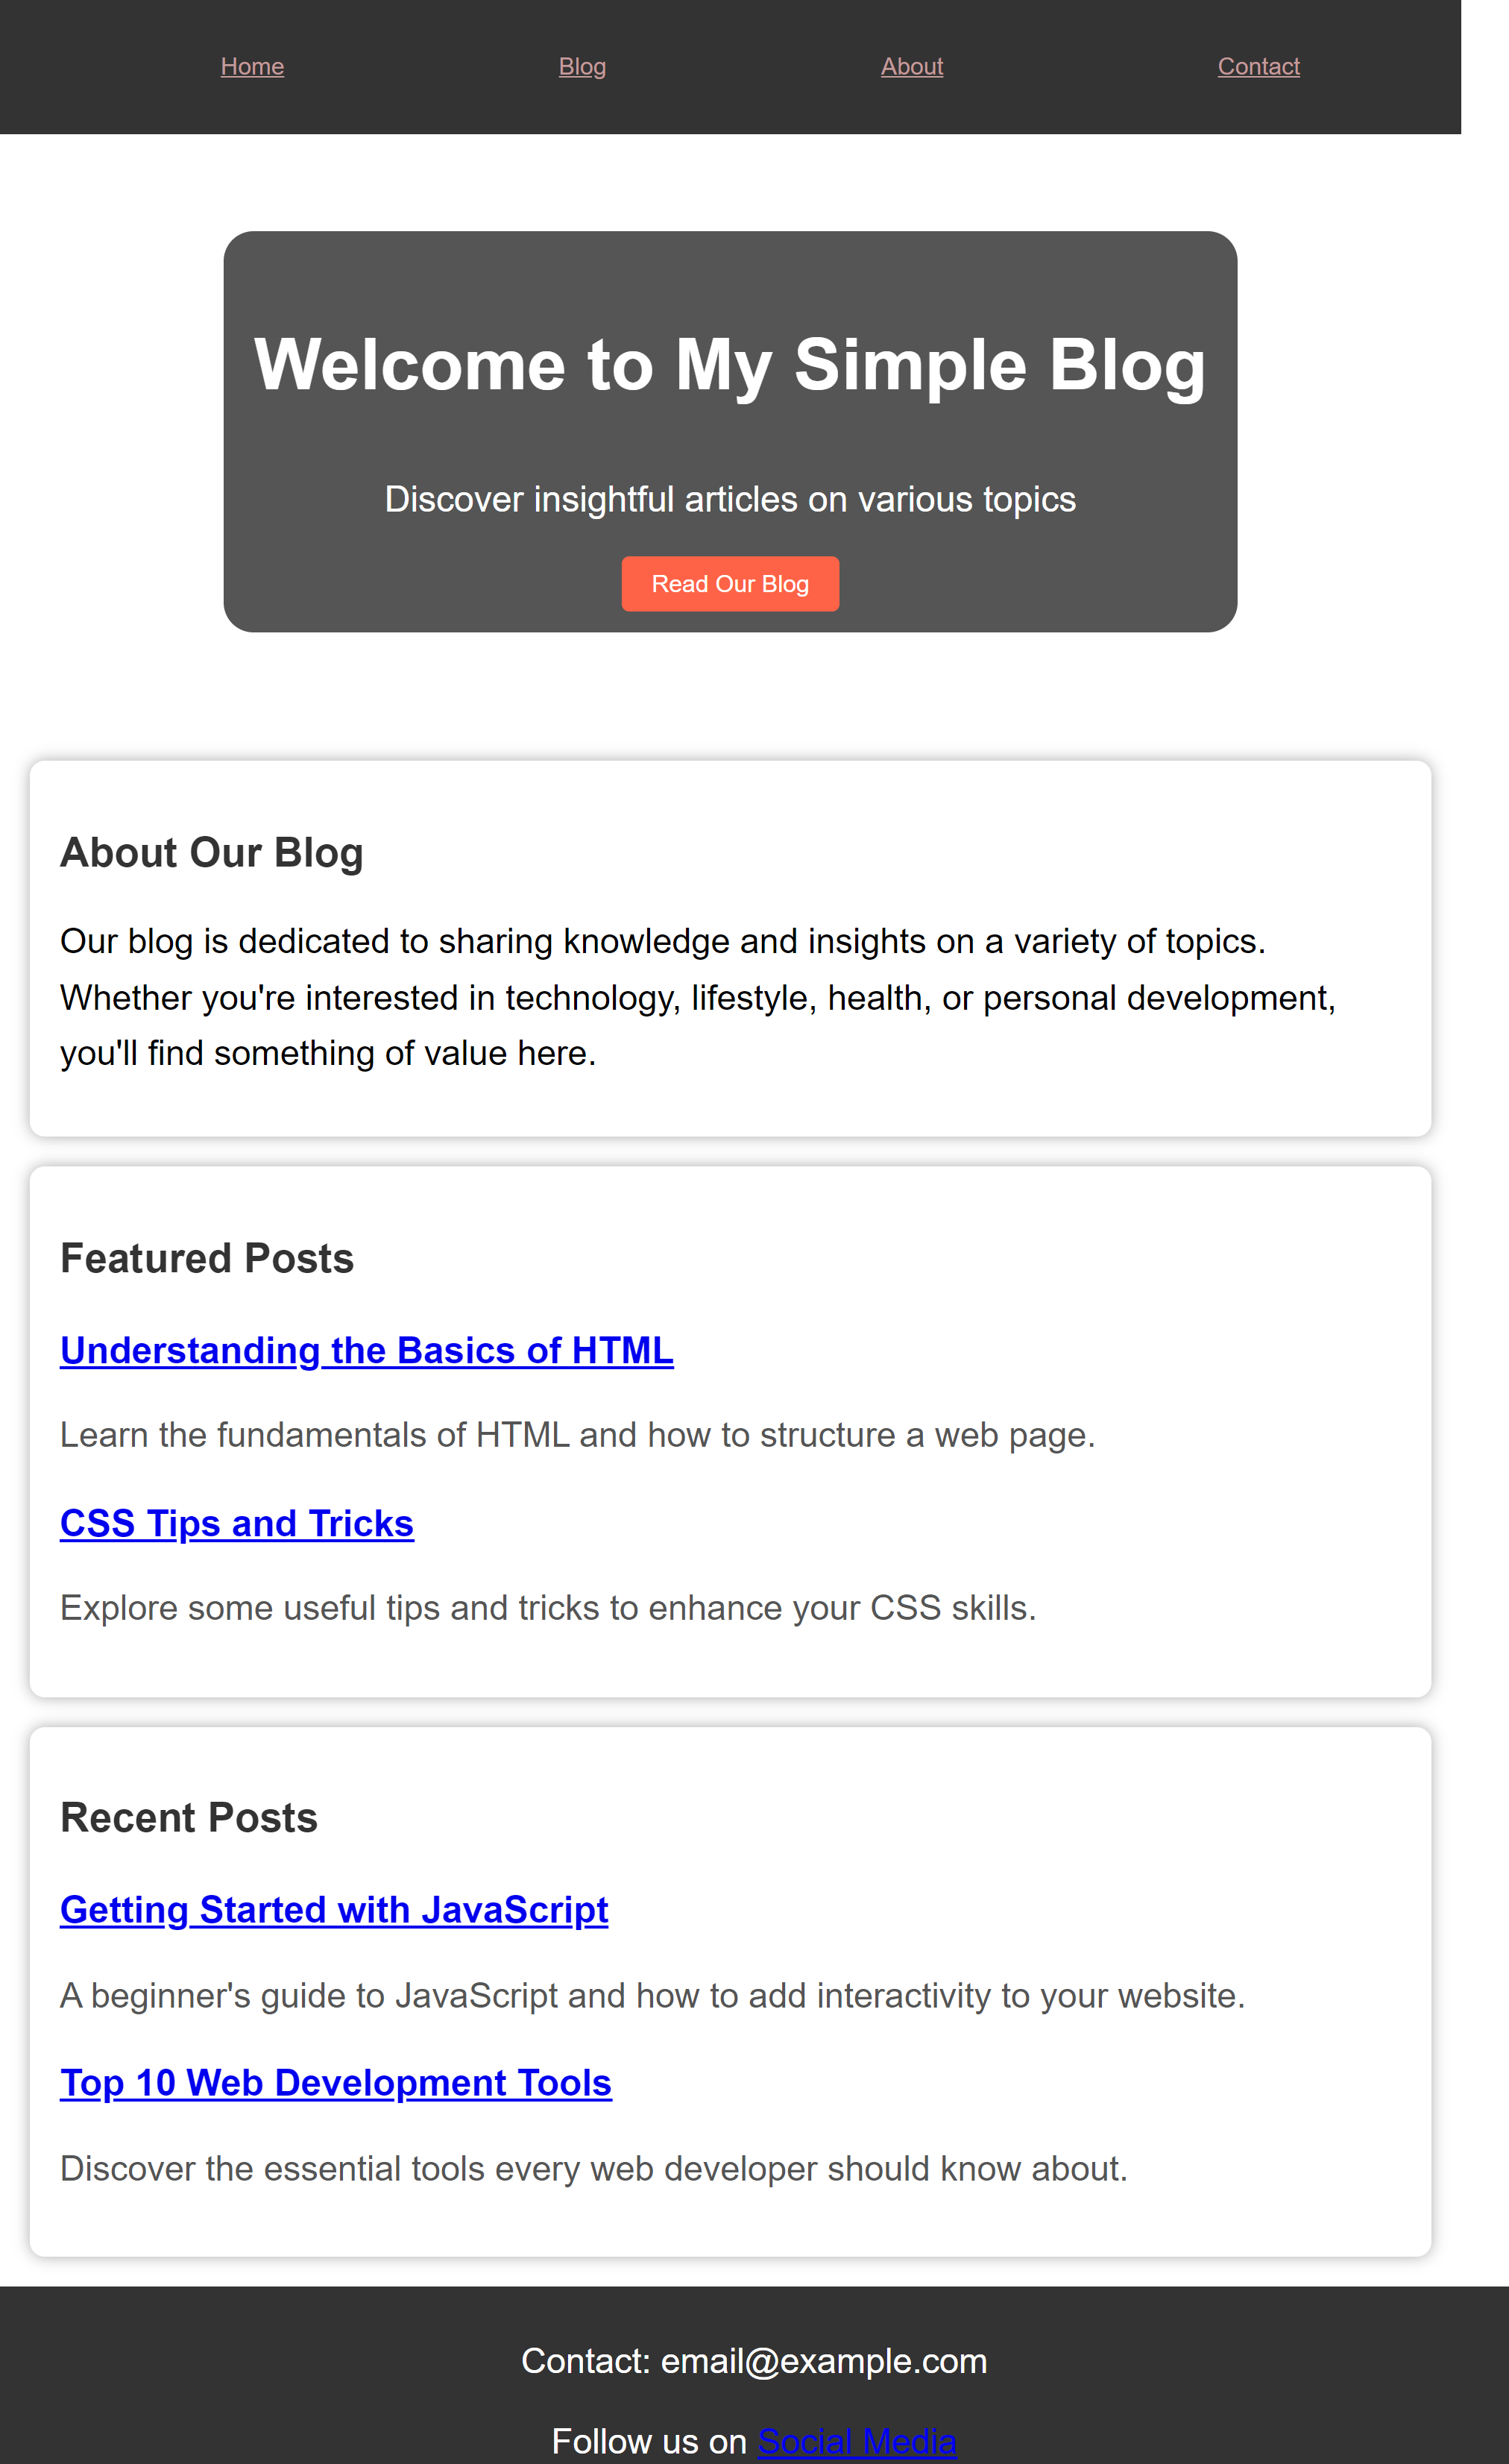 Home Blog About Contact
Welcome to My Simple Blog
Discover insightful articles on various topics
Read Our Blog
About Our Blog
Our blog is dedicated to sharing knowledge and insights on a variety of topics.
Whether you're interested in technology, lifestyle, health, or personal development,
you'll find something of value here.
Featured Posts
Understanding the Basics of HTML
Learn the fundamentals of HTML and how to structure a web page.
CSS Tips and Tricks
Explore some useful tips and tricks to enhance your CSS skills.
Recent Posts
Getting Started with JavaScript
A beginner's guide to JavaScript and how to add interactivity to your website.
Top 10 Web Development Tools
Discover the essential tools every web developer should know about.
Contact: email@example.com
Follow us on Social Media